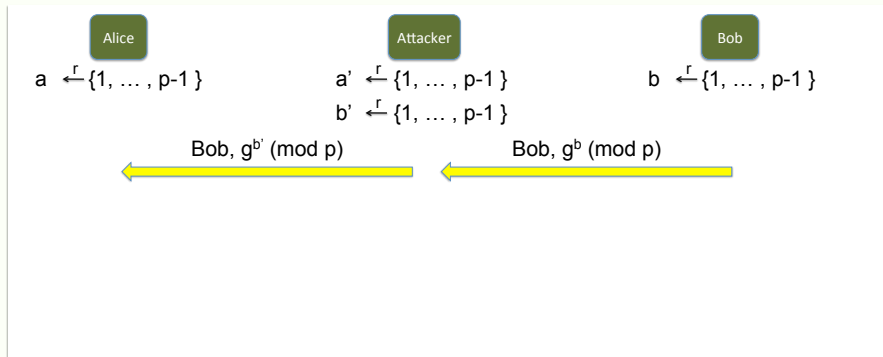 Alice Attacker Bob
a ←r {1, … , p-1 } a’ ←r {1, … , p-1 } b ←r {1, … , p-1 }
b’ ←r {1, … , p-1 }
Bob, g^b’ (mod p) Bob, g^b (mod p)